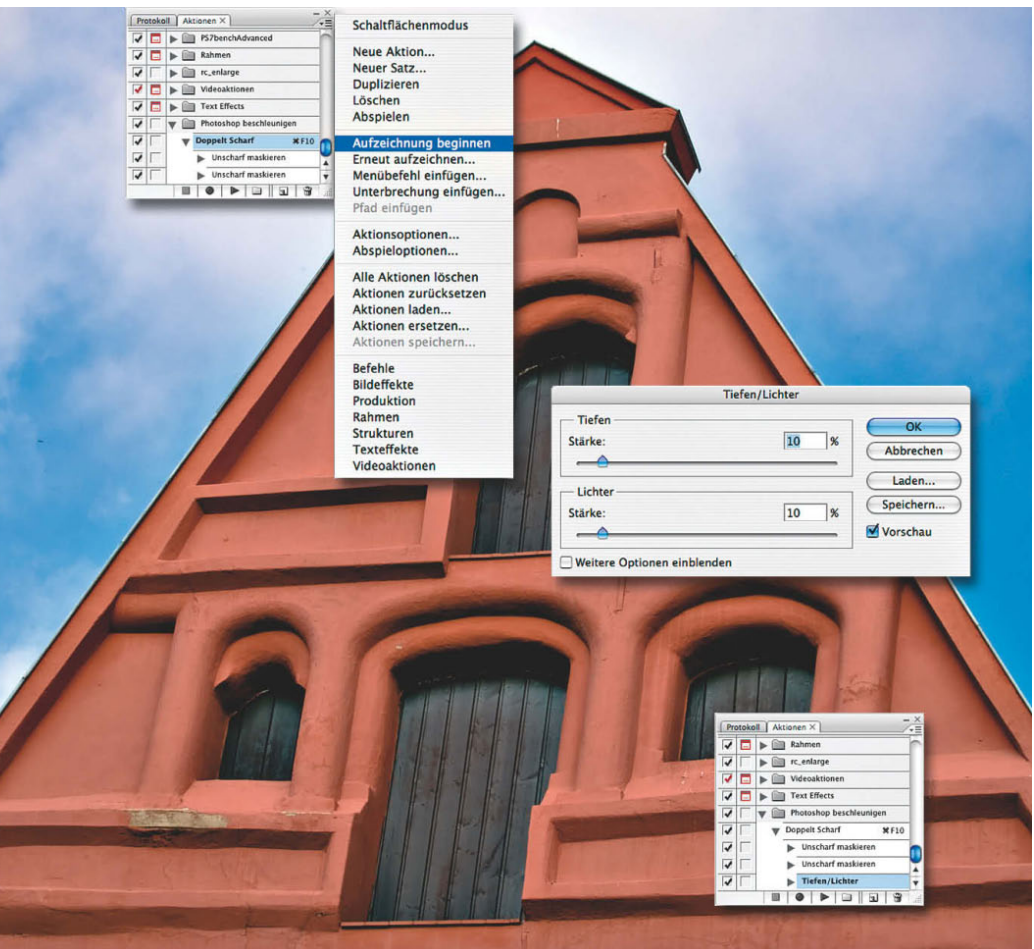 Protokoll Aktionen ×
PS7benchAdvanced
Rahmen
rc_enlarge
Videoaktionen
Text Effects
Photoshop beschleunigen
Doppelt Scharf ⌘F10
Unscharf maskieren
Unscharf maskieren
Schaltflächenmodus
Neue Aktion...
Neuer Satz...
Duplizieren
Löschen
Abspielen
Aufzeichnung beginnen
Erneut aufzeichnen...
Menübefehl einfügen...
Unterbrechung einfügen...
Pfad einfügen
Aktionsoptionen...
Abspieloptionen...
Alle Aktionen löschen
Aktionen zurücksetzen
Aktionen laden...
Aktionen ersetzen...
Aktionen speichern...
Befehle
Bildeffekte
Produktion
Rahmen
Strukturen
Texteffekte
Videoaktionen
Tiefen/Lichter
Tiefen
Stärke: 10 %
Lichter
Stärke: 10 %
Weitere Optionen einblenden
OK
Abbrechen
Laden...
Speichern...
Vorschau
Protokoll Aktionen ×
Rahmen
rc_enlarge
Videoaktionen
Text Effects
Photoshop beschleunigen
Doppelt Scharf ⌘F10
Unscharf maskieren
Unscharf maskieren
Tiefen/Lichter